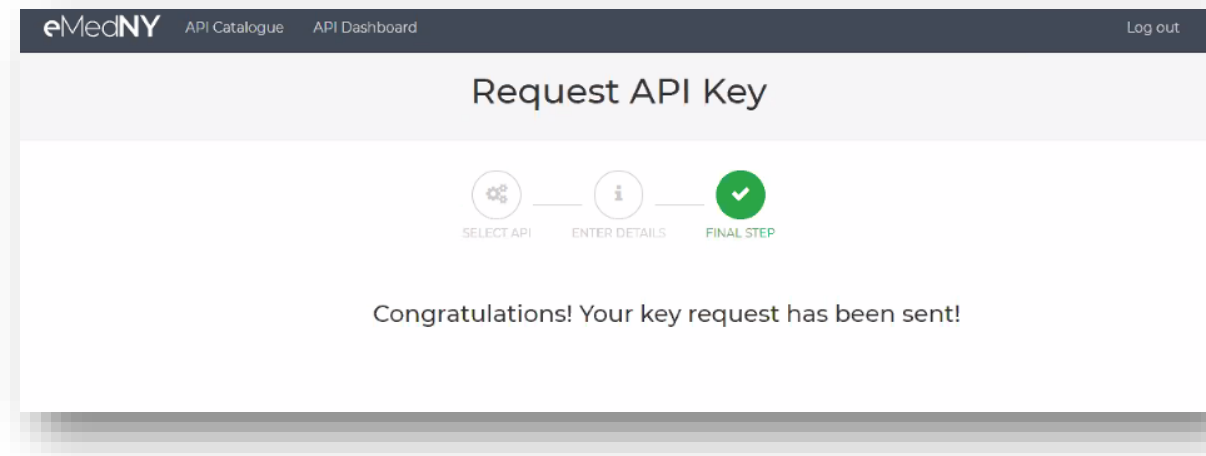 eMedNY API Catalogue API Dashboard Log out
Request API Key
SELECT API ENTER DETAILS FINAL STEP
Congratulations! Your key request has been sent!